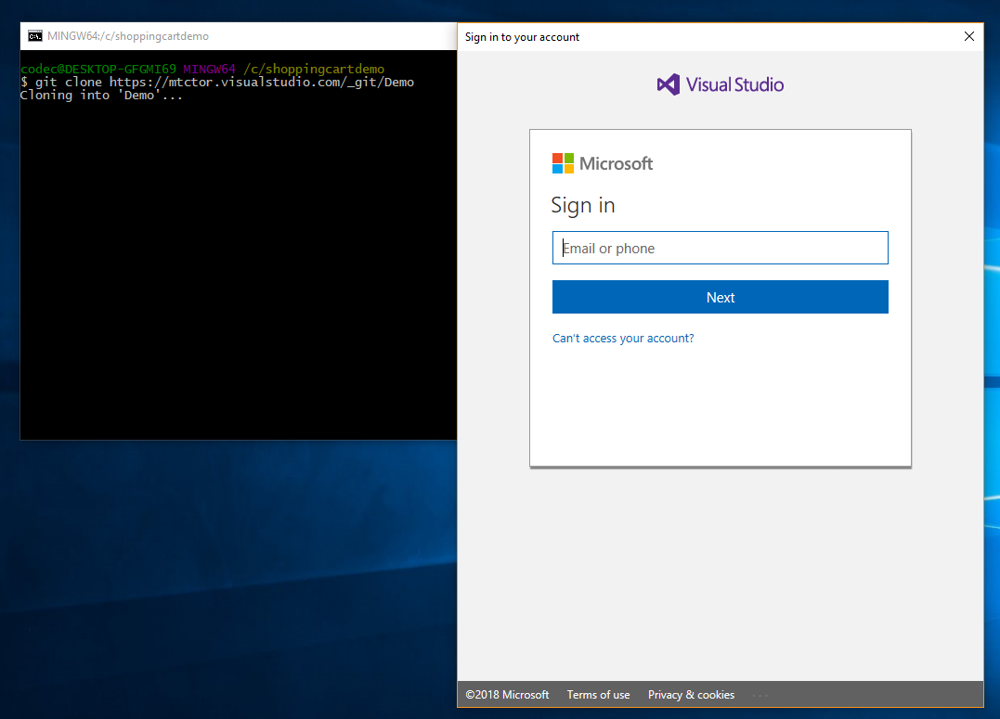 MINGW64:/c/shoppingcartdemo
codec@DESKTOP-GFGMI69 MINGW64 /c/shoppingcartdemo
$ git clone https://mtctor.visualstudio.com/_git/Demo
Cloning into 'Demo'...
Sign in to your account
Visual Studio
Microsoft
Sign in
Email or phone
Next
Can't access your account?
©2018 Microsoft Terms of use Privacy & cookies ...